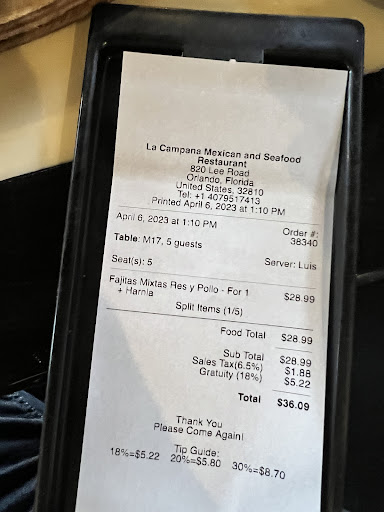 La Campana Mexican and Seafood
Restaurant
820 Lee Road
Orlando, Florida
United States, 32810
Tel: +1 4079517413
Printed April 6, 2023 at 1:10 PM
April 6, 2023 at 1:10 PM Order #:
38340
Table: M17, 5 guests
Server: Luis
Seat(s): 5
Fajitas Mixtas Res y Pollo - For 1 $28.99
+ Harnia
Split Items (1/5)
Food Total $28.99
Sub Total $28.99
Sales Tax(6.5%) $1.88
Gratuity (18%) $5.22
Total $36.09
Thank You
Please Come Again!
Tip Guide:
18%=$5.22 20%=$5.80 30%=$8.70